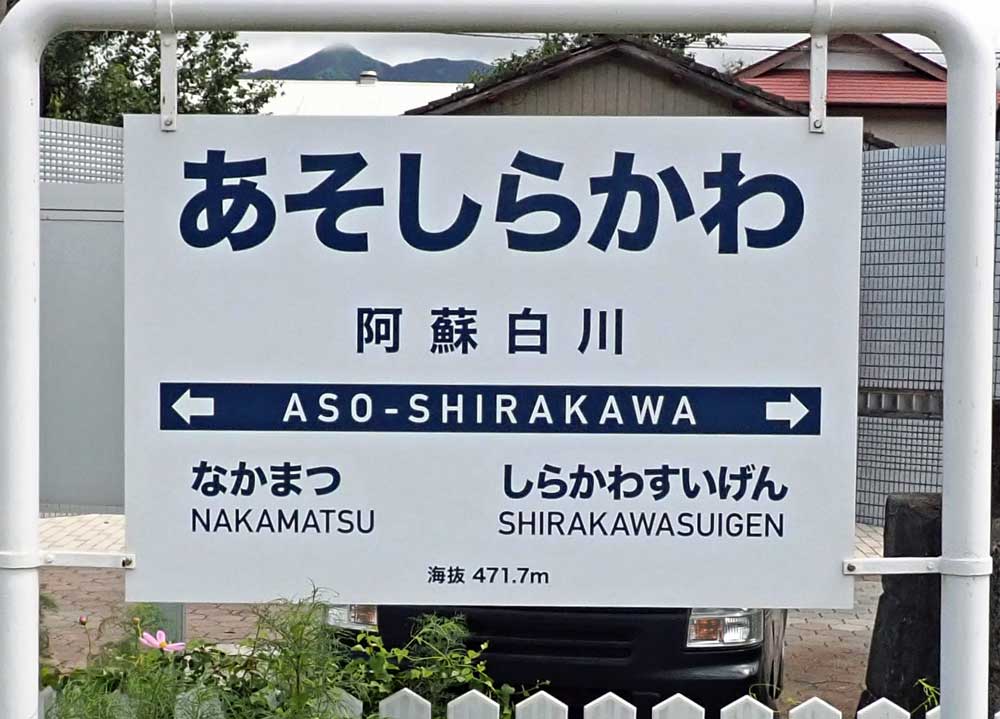 あそしらかわ
阿蘇白川
ASO-SHIRAKAWA
なかまつ しらかわすいげん
NAKAMATSU SHIRAKAWASUIGEN
海抜 471.7m